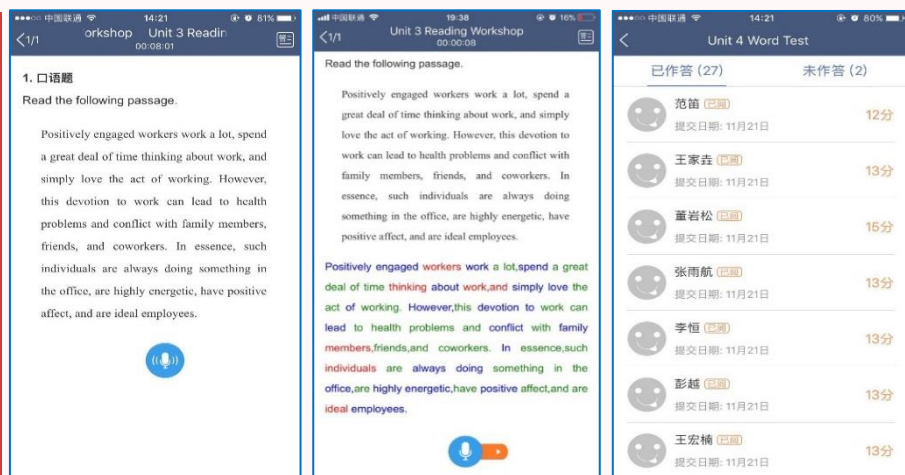 中国联通
14:21
81%
1/1
orkshop Unit 3 Readin
00:08:01
1. 口语题
Read the following passage.
Positively engaged workers work a lot, spend
a great deal of time thinking about work, and
simply love the act of working. However,
this devotion to work can lead to health
problems and conflict with family members,
friends, and coworkers. In essence, such
individuals are always doing something in
the office, are highly energetic, have positive
affect, and are ideal employees.
中国联通
19:38
16%
1/1
Unit 3 Reading Workshop
00:00:08
Read the following passage.
Positively engaged workers work a lot, spend a
great deal of time thinking about work, and simply
love the act of working. However, this devotion to
work can lead to health problems and conflict with
family members, friends, and coworkers. In
essence, such individuals are always doing
something in the office, are highly energetic, have
positive affect, and are ideal employees.
Positively engaged workers work a lot,spend a great
deal of time thinking about work,and simply love the
act of working. However,this devotion to work can
lead to health problems and conflict with family
members,friends,and coworkers. In essence,such
individuals are always doing something in the
office,are highly energetic,have positive affect,and are
ideal employees.
中国联通
14:21
80%
Unit 4 Word Test
已作答 (27) 未作答 (2)
范笛 已阅
12分
提交日期: 11月21日
王家垚 已阅
13分
提交日期: 11月21日
董岩松 已阅
15分
提交日期: 11月21日
张雨航 已阅
13分
提交日期: 11月21日
李恒 已阅
13分
提交日期: 11月21日
彭越 已阅
13分
提交日期: 11月21日
王宏楠 已阅
13分
提交日期: 11月21日